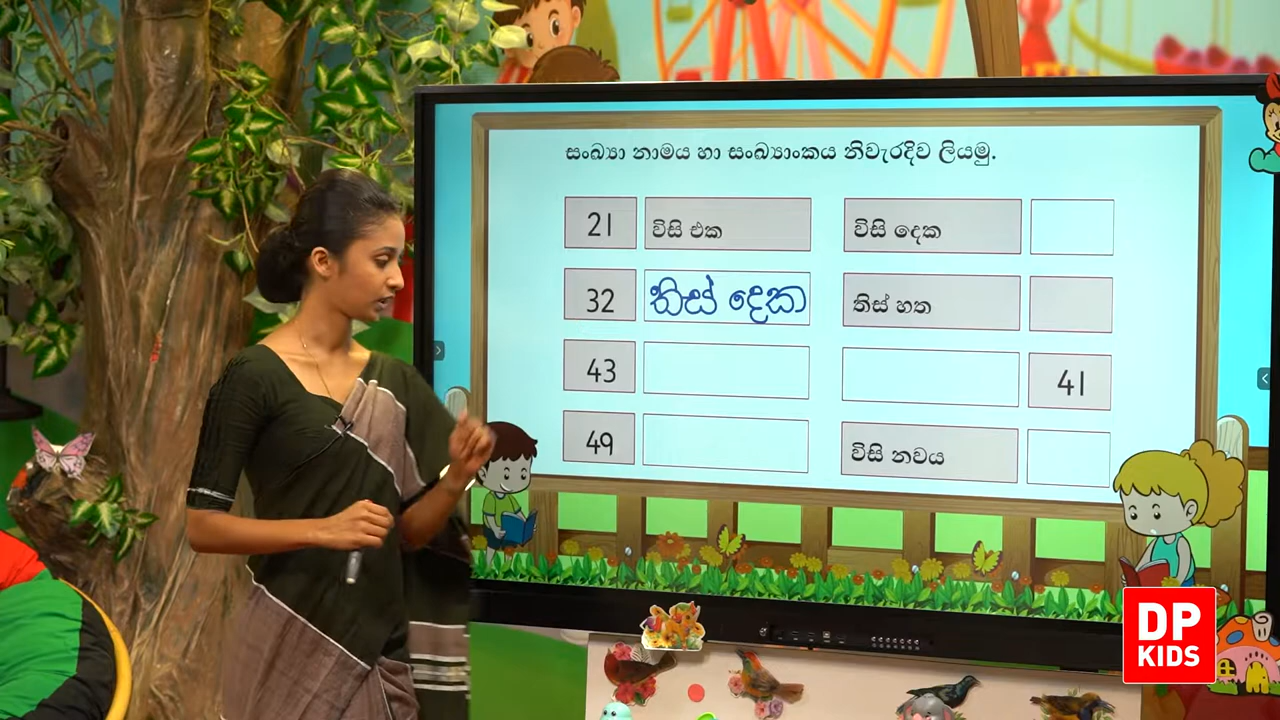 සංඛ්‍යා නාමය හා සංඛ්‍යාංකය නිවැරදිව ලියමු.
21 විසි එක විසි දෙක
32 තිස් දෙක තිස් හත
43 41
49 විසි නවය
DP
KIDS